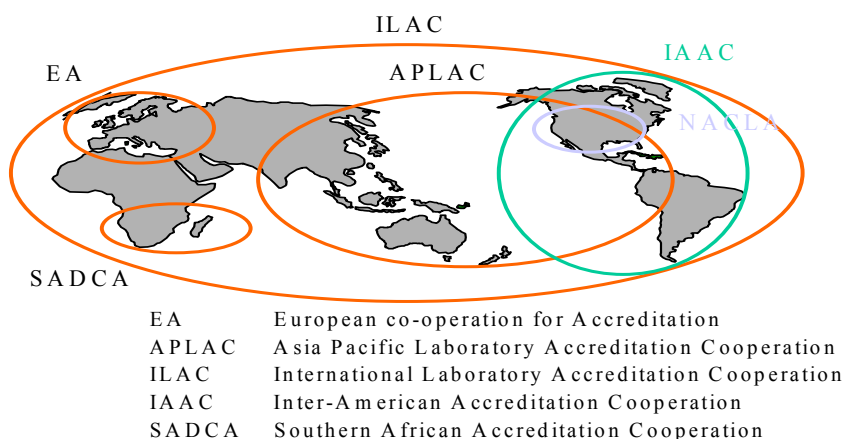 ILAC
IAAC
EA
APLAC
NACLA
SADCA
EA European co-operation for Accreditation
APLAC Asia Pacific Laboratory Accreditation Cooperation
ILAC International Laboratory Accreditation Cooperation
IAAC Inter-American Accreditation Cooperation
SADCA Southern African Accreditation Cooperation